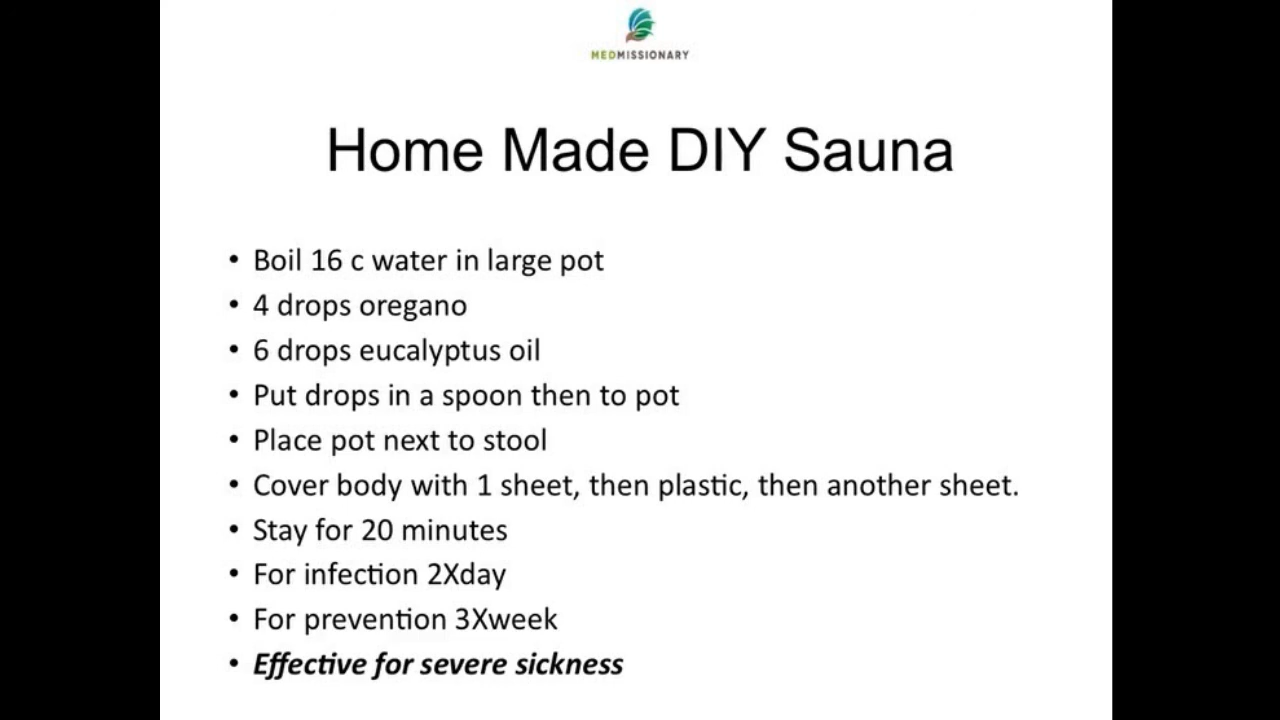 MEDMISSIONARY
Home Made DIY Sauna
• Boil 16 c water in large pot
• 4 drops oregano
• 6 drops eucalyptus oil
• Put drops in a spoon then to pot
• Place pot next to stool
• Cover body with 1 sheet, then plastic, then another sheet.
• Stay for 20 minutes
• For infection 2Xday
• For prevention 3Xweek
• Effective for severe sickness